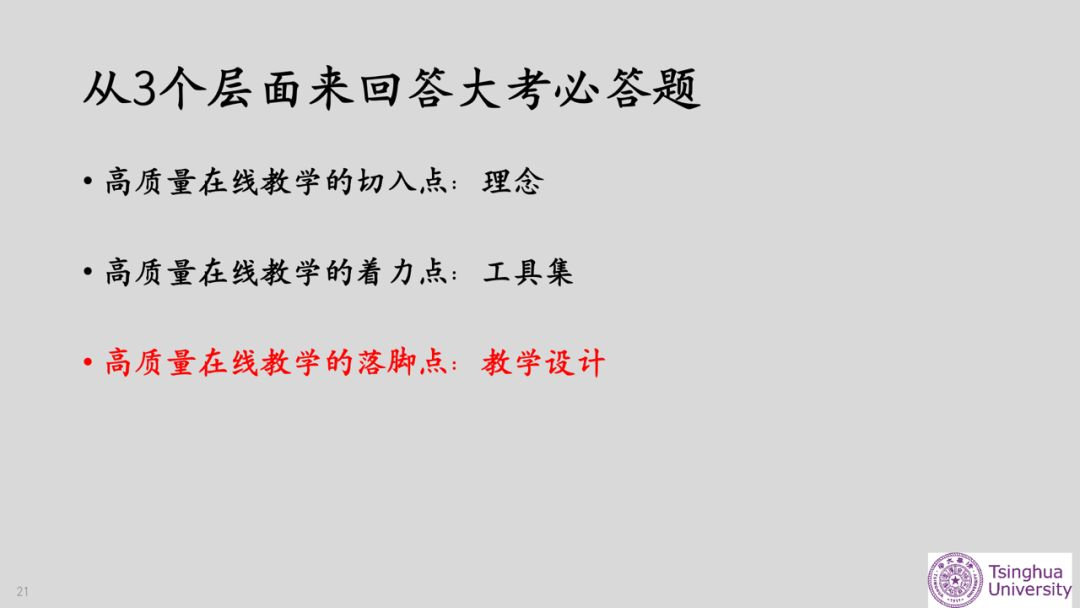 从3个层面来回答大考必答题
• 高质量在线教学的切入点：理念
• 高质量在线教学的着力点：工具集
• 高质量在线教学的落脚点：教学设计
21
Tsinghua
University